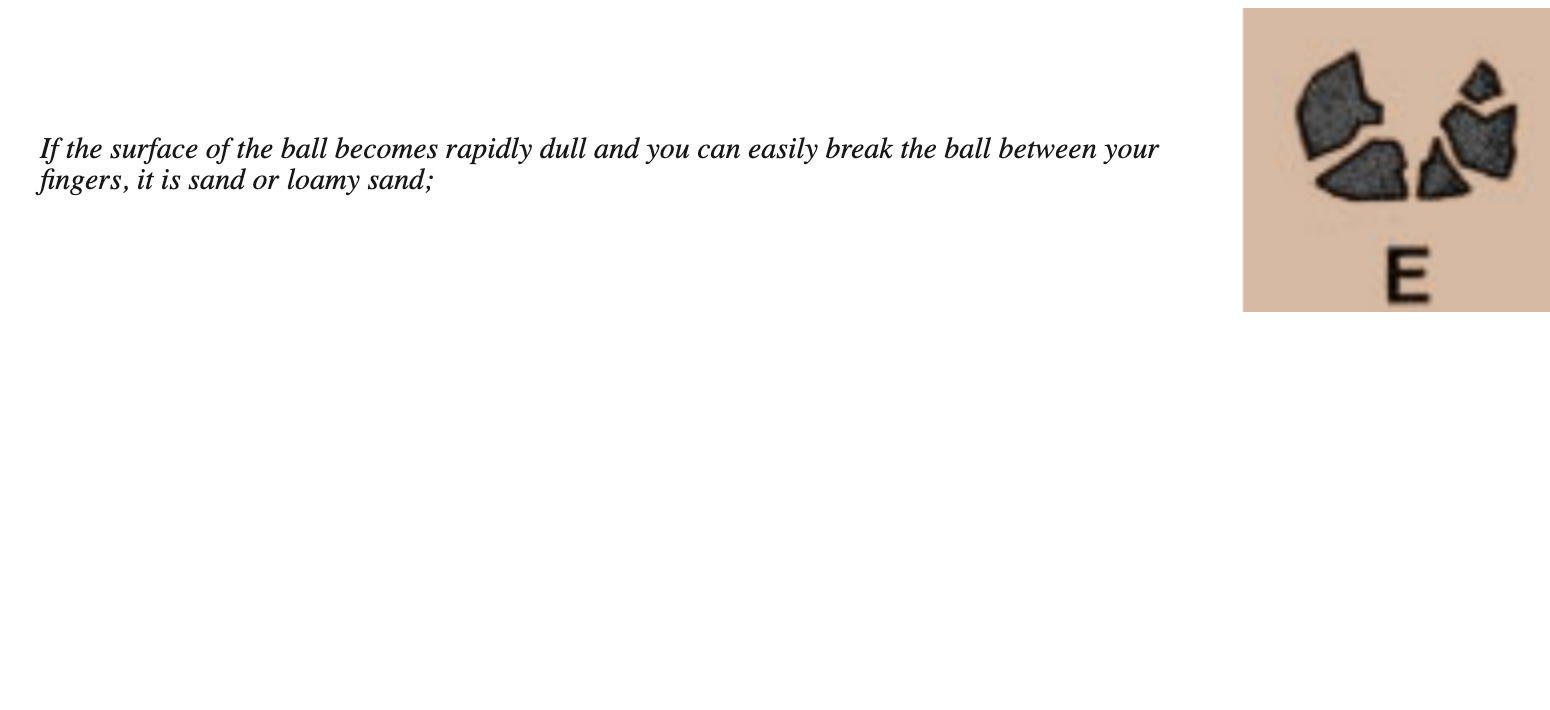 If the surface of the ball becomes rapidly dull and you can easily break the ball between your
fingers, it is sand or loamy sand;
E